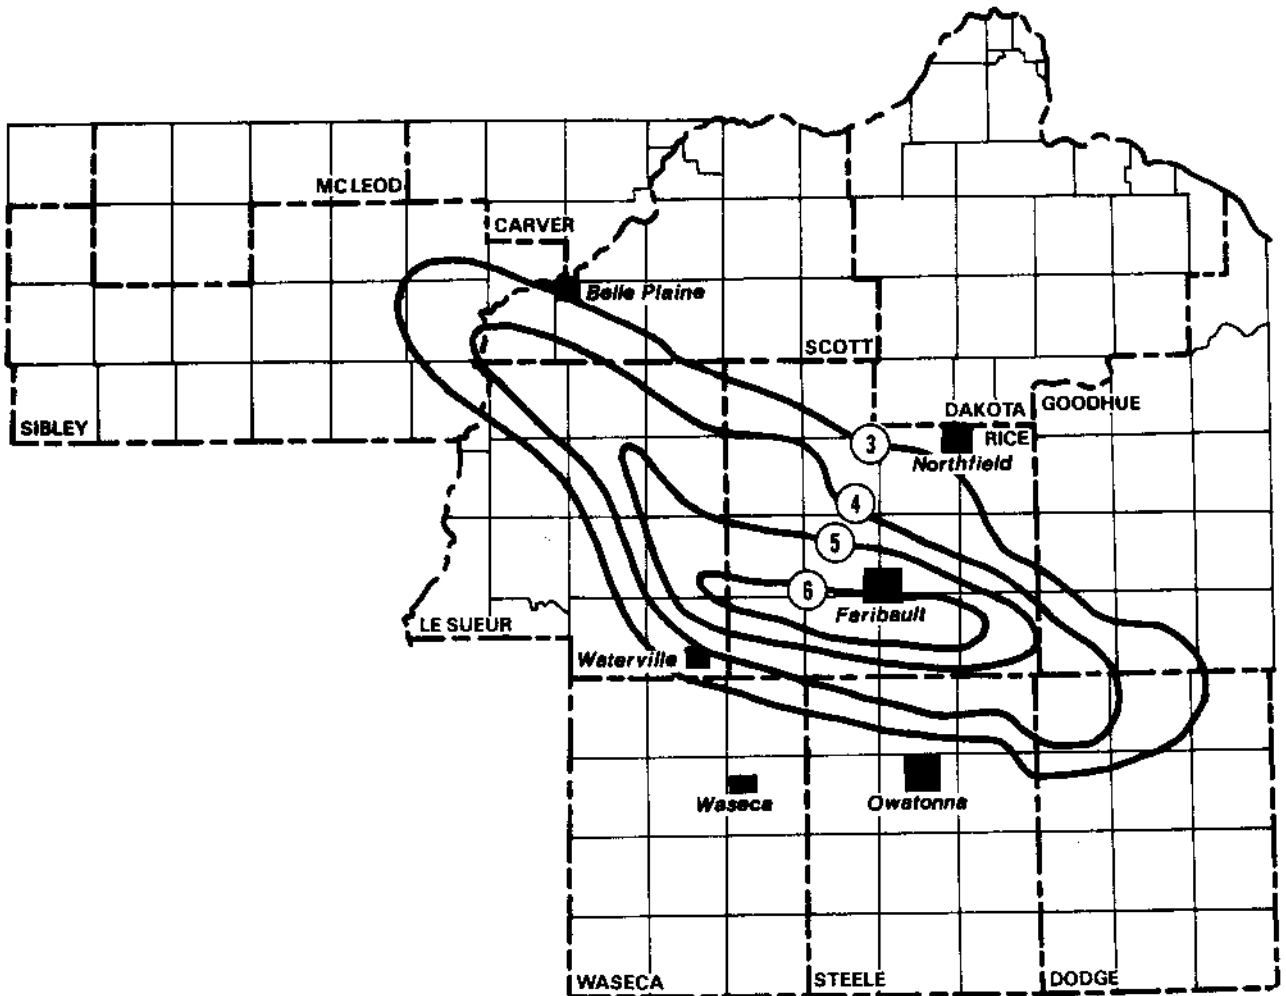 MC LEOD
CARVER
Belle Plaine
SCOTT
SIBLEY
DAKOTA
GOODHUE
RICE
3
Northfield
4
5
6
Faribault
LE SUEUR
Waterville
Waseca
Owatonna
WASECA
STEELE
DODGE